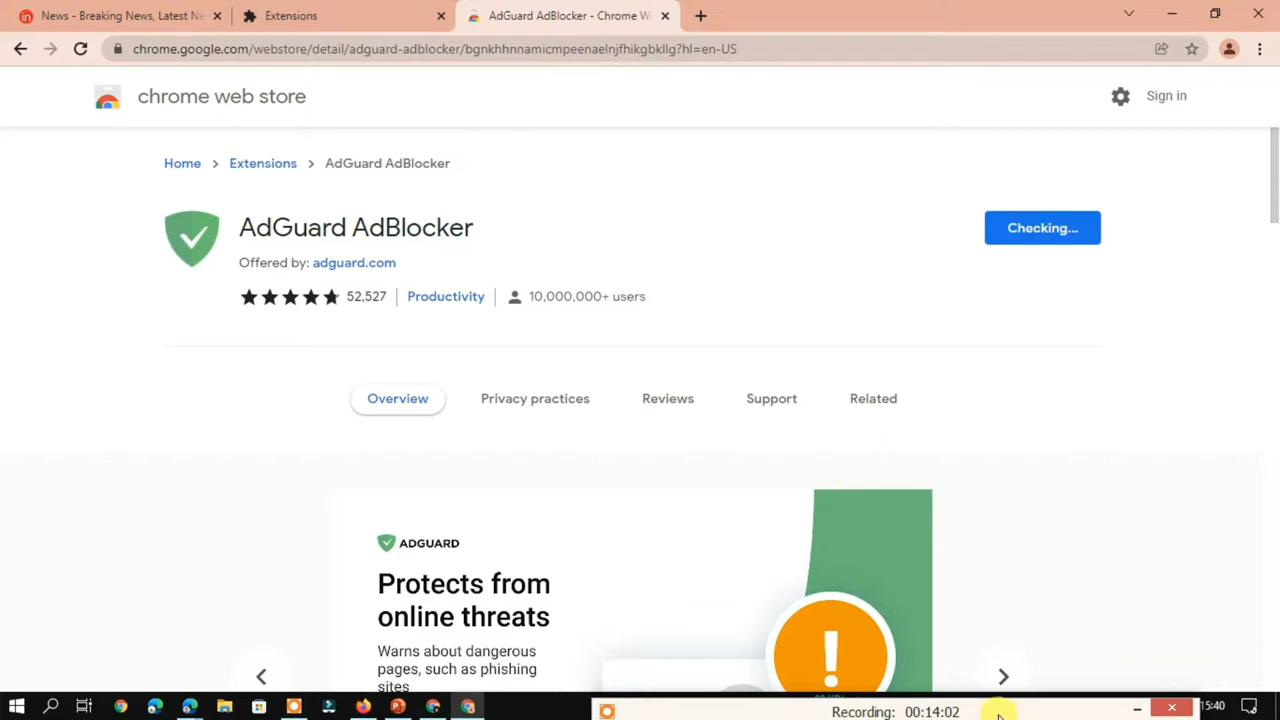 News - Breaking News, Latest Ne
Extensions
AdGuard AdBlocker - Chrome We
chrome.google.com/webstore/detail/adguard-adblocker/bgnkhhnnamicmpeenaelnjfhikgbkllg?hl=en-US
chrome web store
Sign in
Home > Extensions > AdGuard AdBlocker
AdGuard AdBlocker
Checking...
Offered by: adguard.com
52,527
Productivity
10,000,000+ users
Overview
Privacy practices
Reviews
Support
Related
ADGUARD
Protects from
online threats
Warns about dangerous
pages, such as phishing
sites
Recording: 00:14:02
15:40